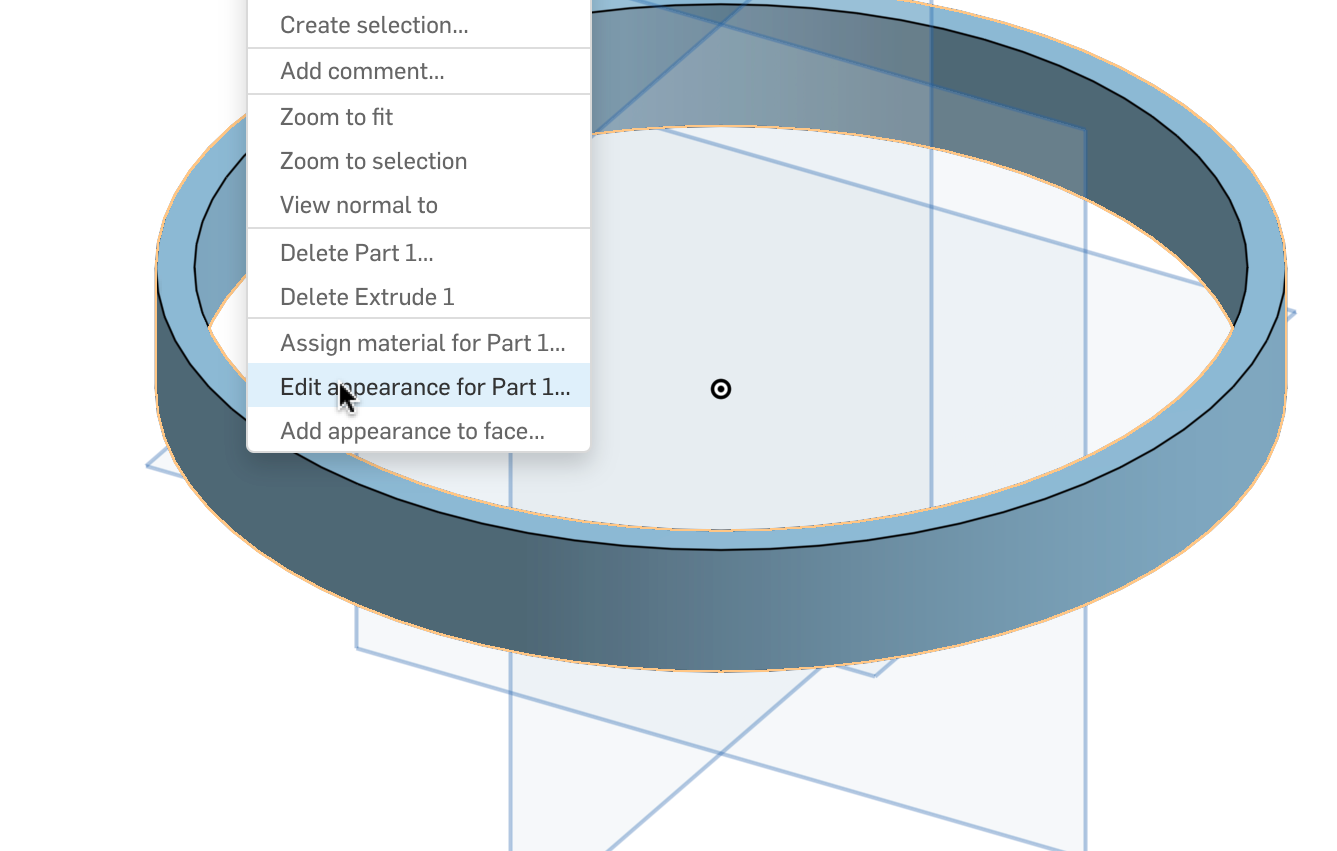 Create selection...
Add comment...
Zoom to fit
Zoom to selection
View normal to
Delete Part 1...
Delete Extrude 1
Assign material for Part 1...
Edit appearance for Part 1...
Add appearance to face...